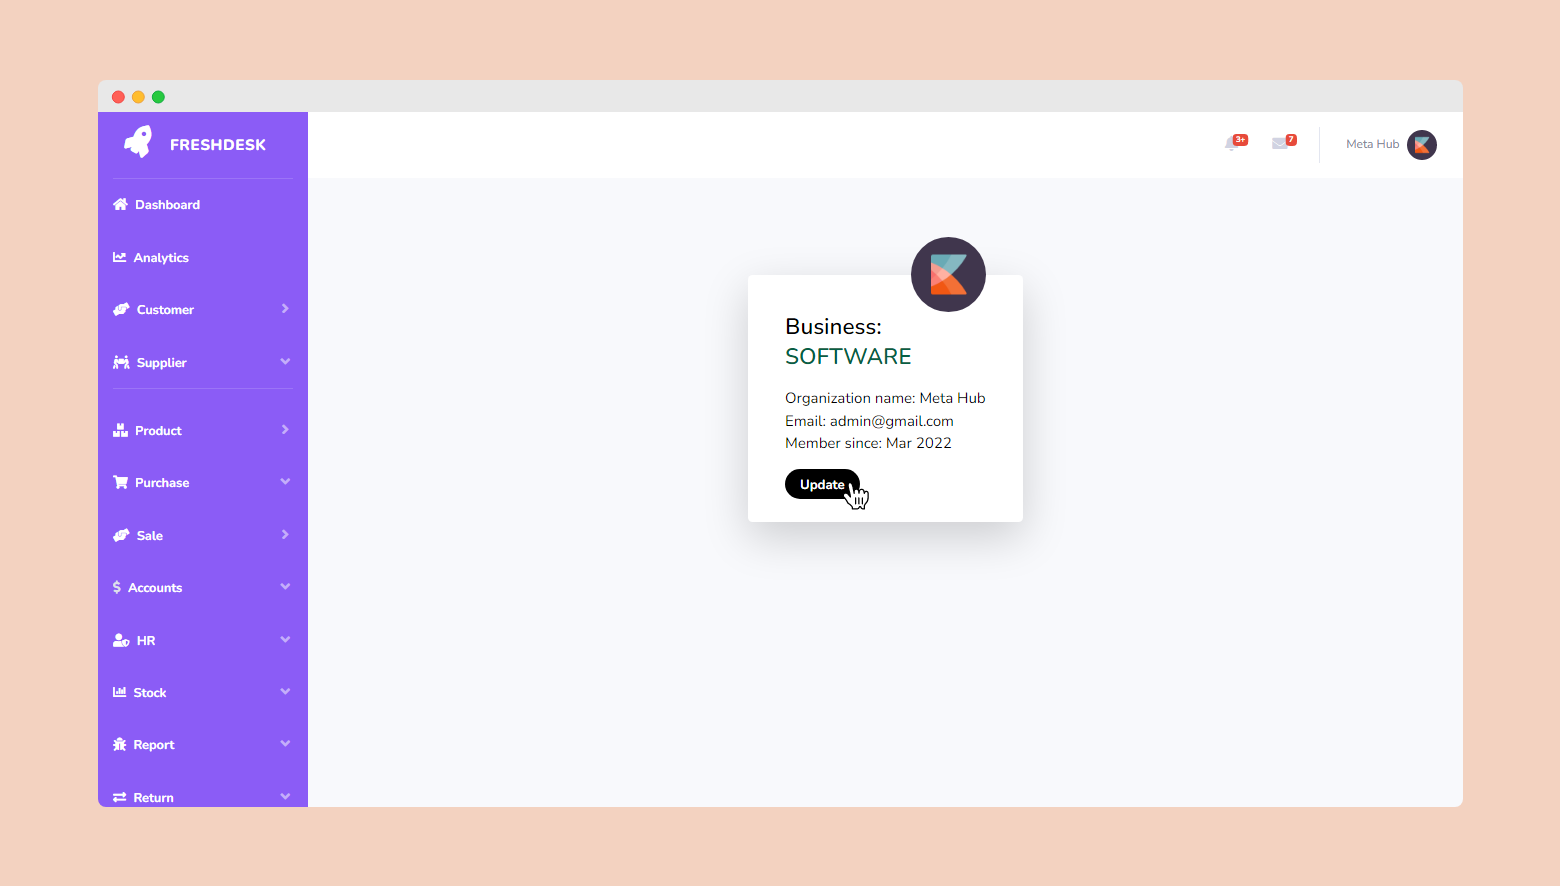 FRESHDESK
3+
7
Meta Hub
Dashboard
Analytics
Customer
Supplier
Product
Purchase
Sale
Accounts
HR
Stock
Report
Return
Business:
SOFTWARE
Organization name: Meta Hub
Email: admin@gmail.com
Member since: Mar 2022
Update